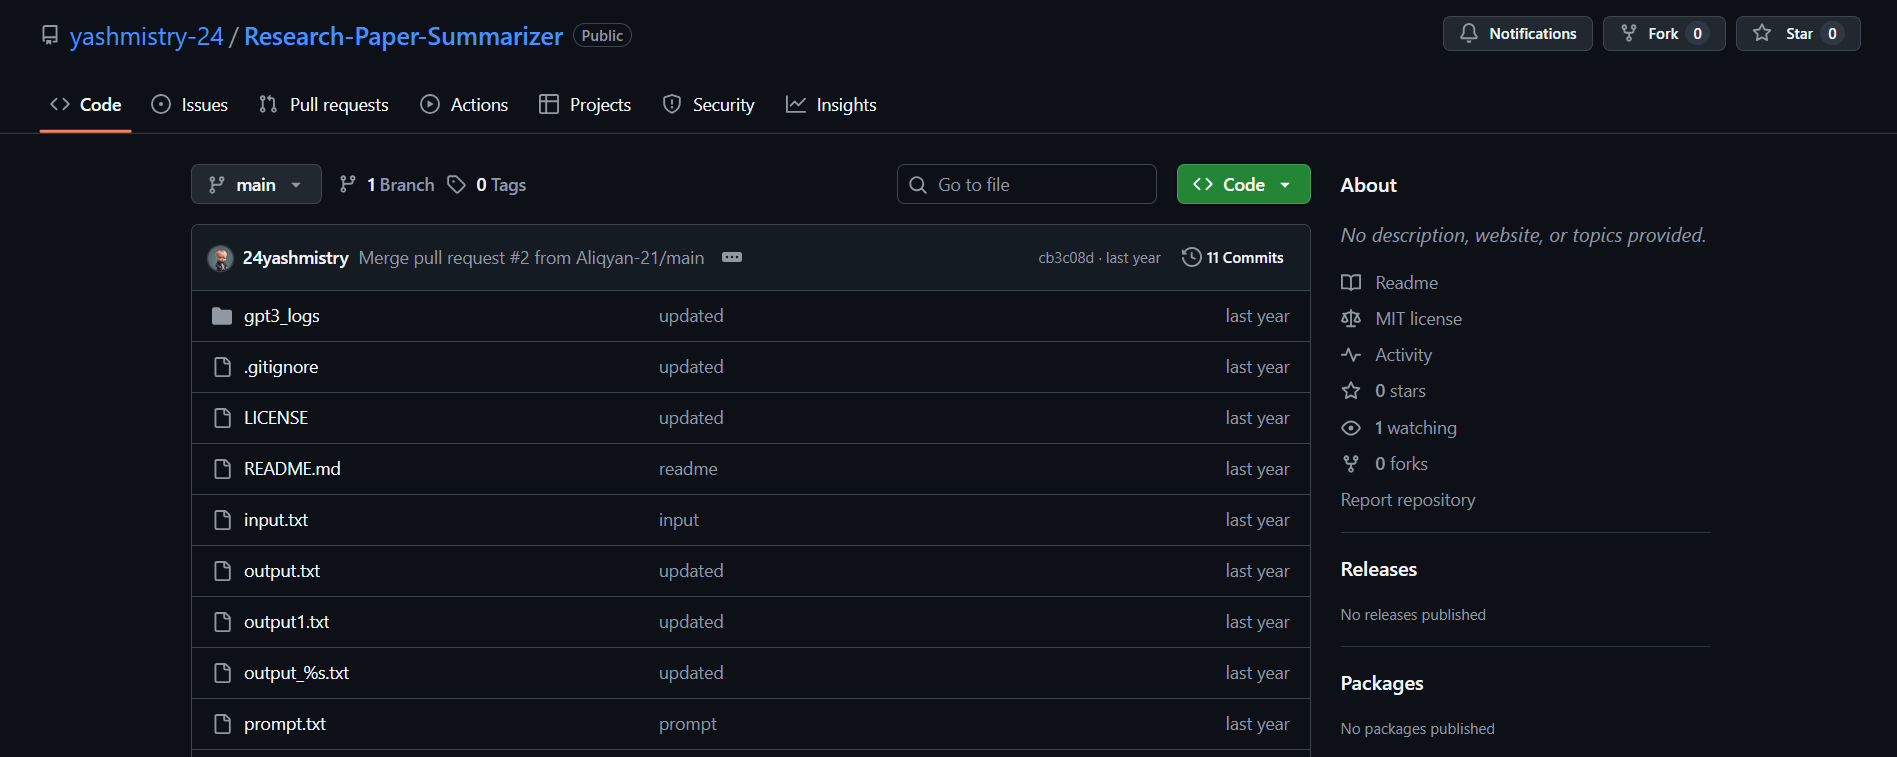 yashmistry-24 / Research-Paper-Summarizer Public
Notifications Fork 0 Star 0
Code Issues Pull requests Actions Projects Security Insights
main 1 Branch 0 Tags Go to file Code
24yashmistry Merge pull request #2 from Aliqyan-21/main cb3c08d · last year 11 Commits
gpt3_logs updated last year
.gitignore updated last year
LICENSE updated last year
README.md readme last year
input.txt input last year
output.txt updated last year
output1.txt updated last year
output_%s.txt updated last year
prompt.txt prompt last year
About
No description, website, or topics provided.
Readme
MIT license
Activity
0 stars
1 watching
0 forks
Report repository
Releases
No releases published
Packages
No packages published